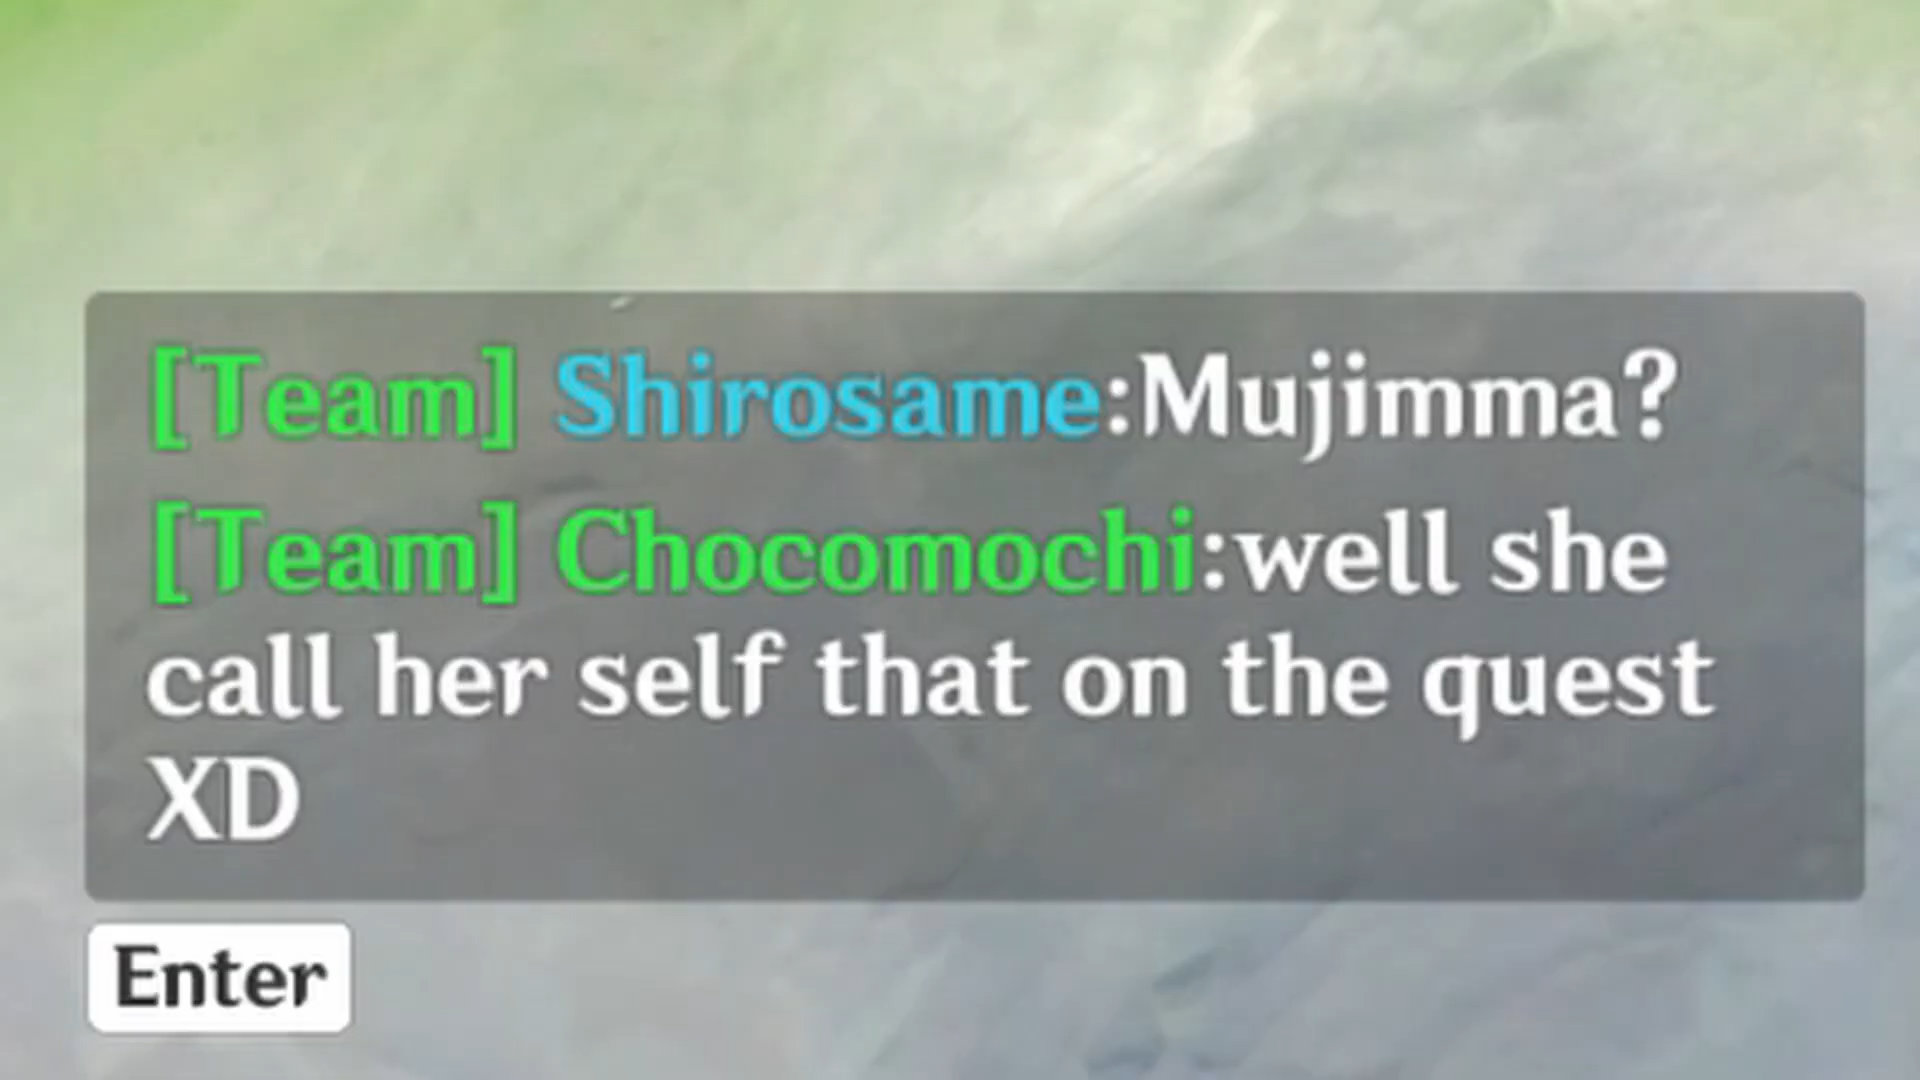 [Team] Shirosame:Mujimma?
[Team] Chocomochi:well she
call her self that on the quest
XD
Enter